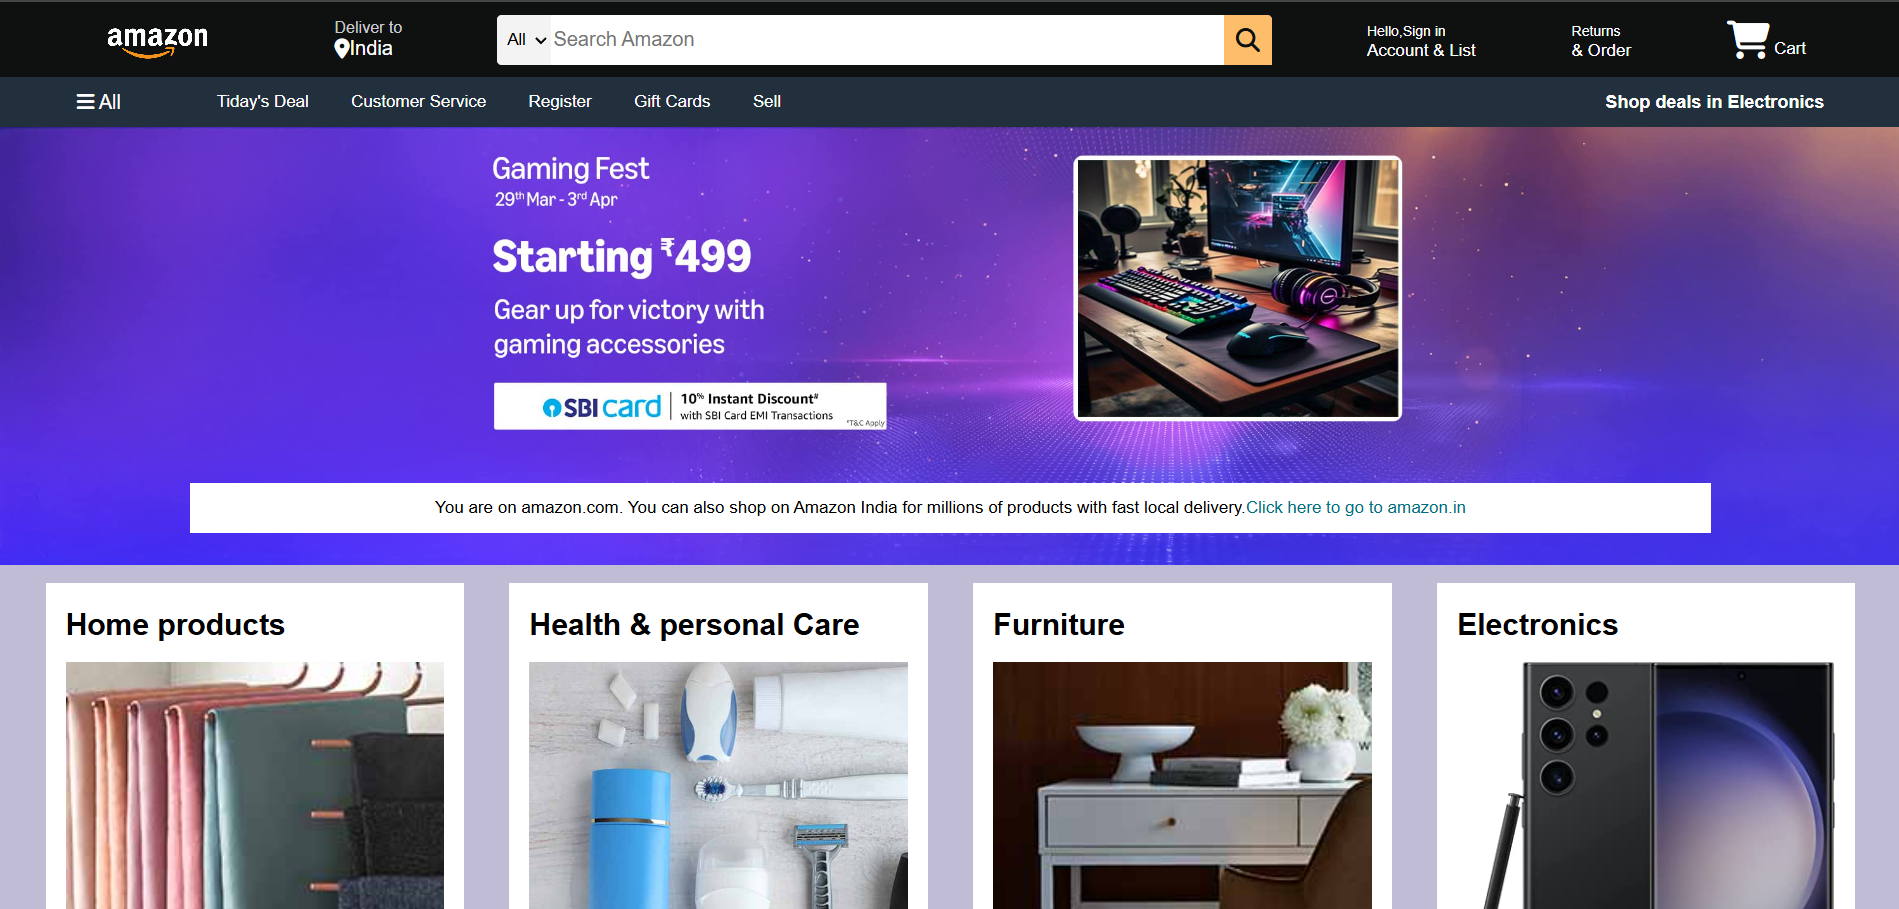 amazon
Deliver to
India
All
Search Amazon
Hello,Sign in
Account & List
Returns
& Order
Cart
All
Tiday's Deal
Customer Service
Register
Gift Cards
Sell
Shop deals in Electronics
Gaming Fest
29th Mar - 3rd Apr
Starting ₹499
Gear up for victory with
gaming accessories
SBI card
10% Instant Discount#
with SBI Card EMI Transactions
#T&C Apply
You are on amazon.com. You can also shop on Amazon India for millions of products with fast local delivery.Click here to go to amazon.in
Home products
Health & personal Care
Furniture
Electronics
W